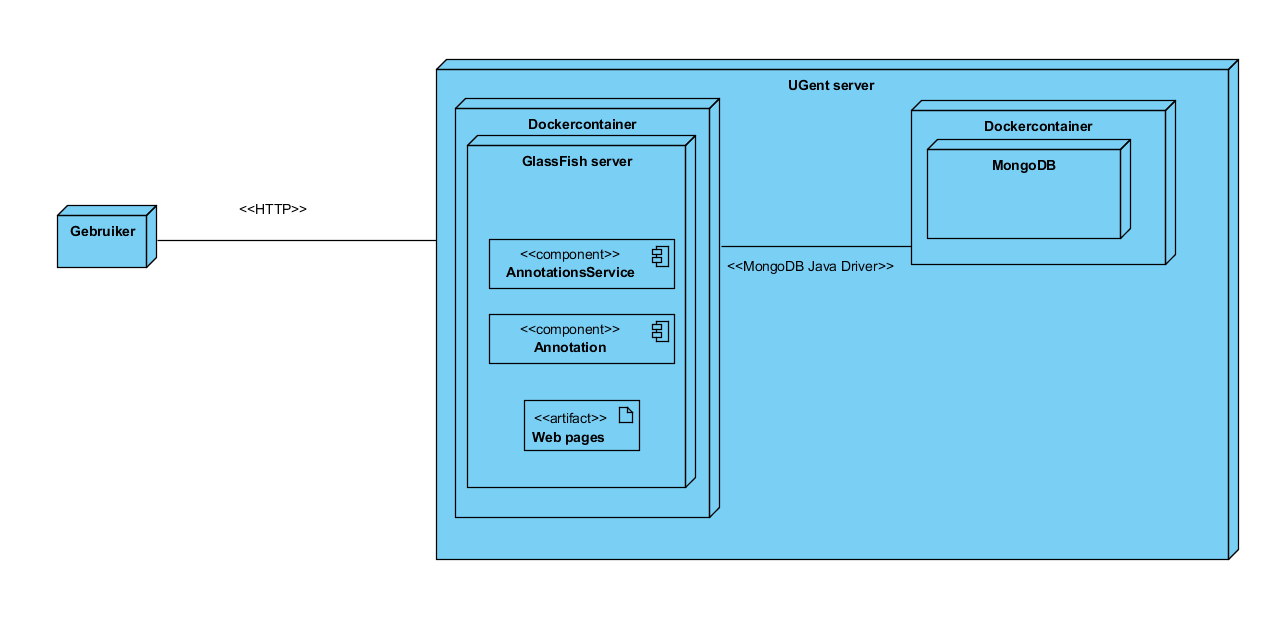 UGent server
Dockercontainer
GlassFish server
Dockercontainer
MongoDB
Gebruiker
<<HTTP>>
<<component>>
AnnotationsService
<<MongoDB Java Driver>>
<<component>>
Annotation
<<artifact>>
Web pages